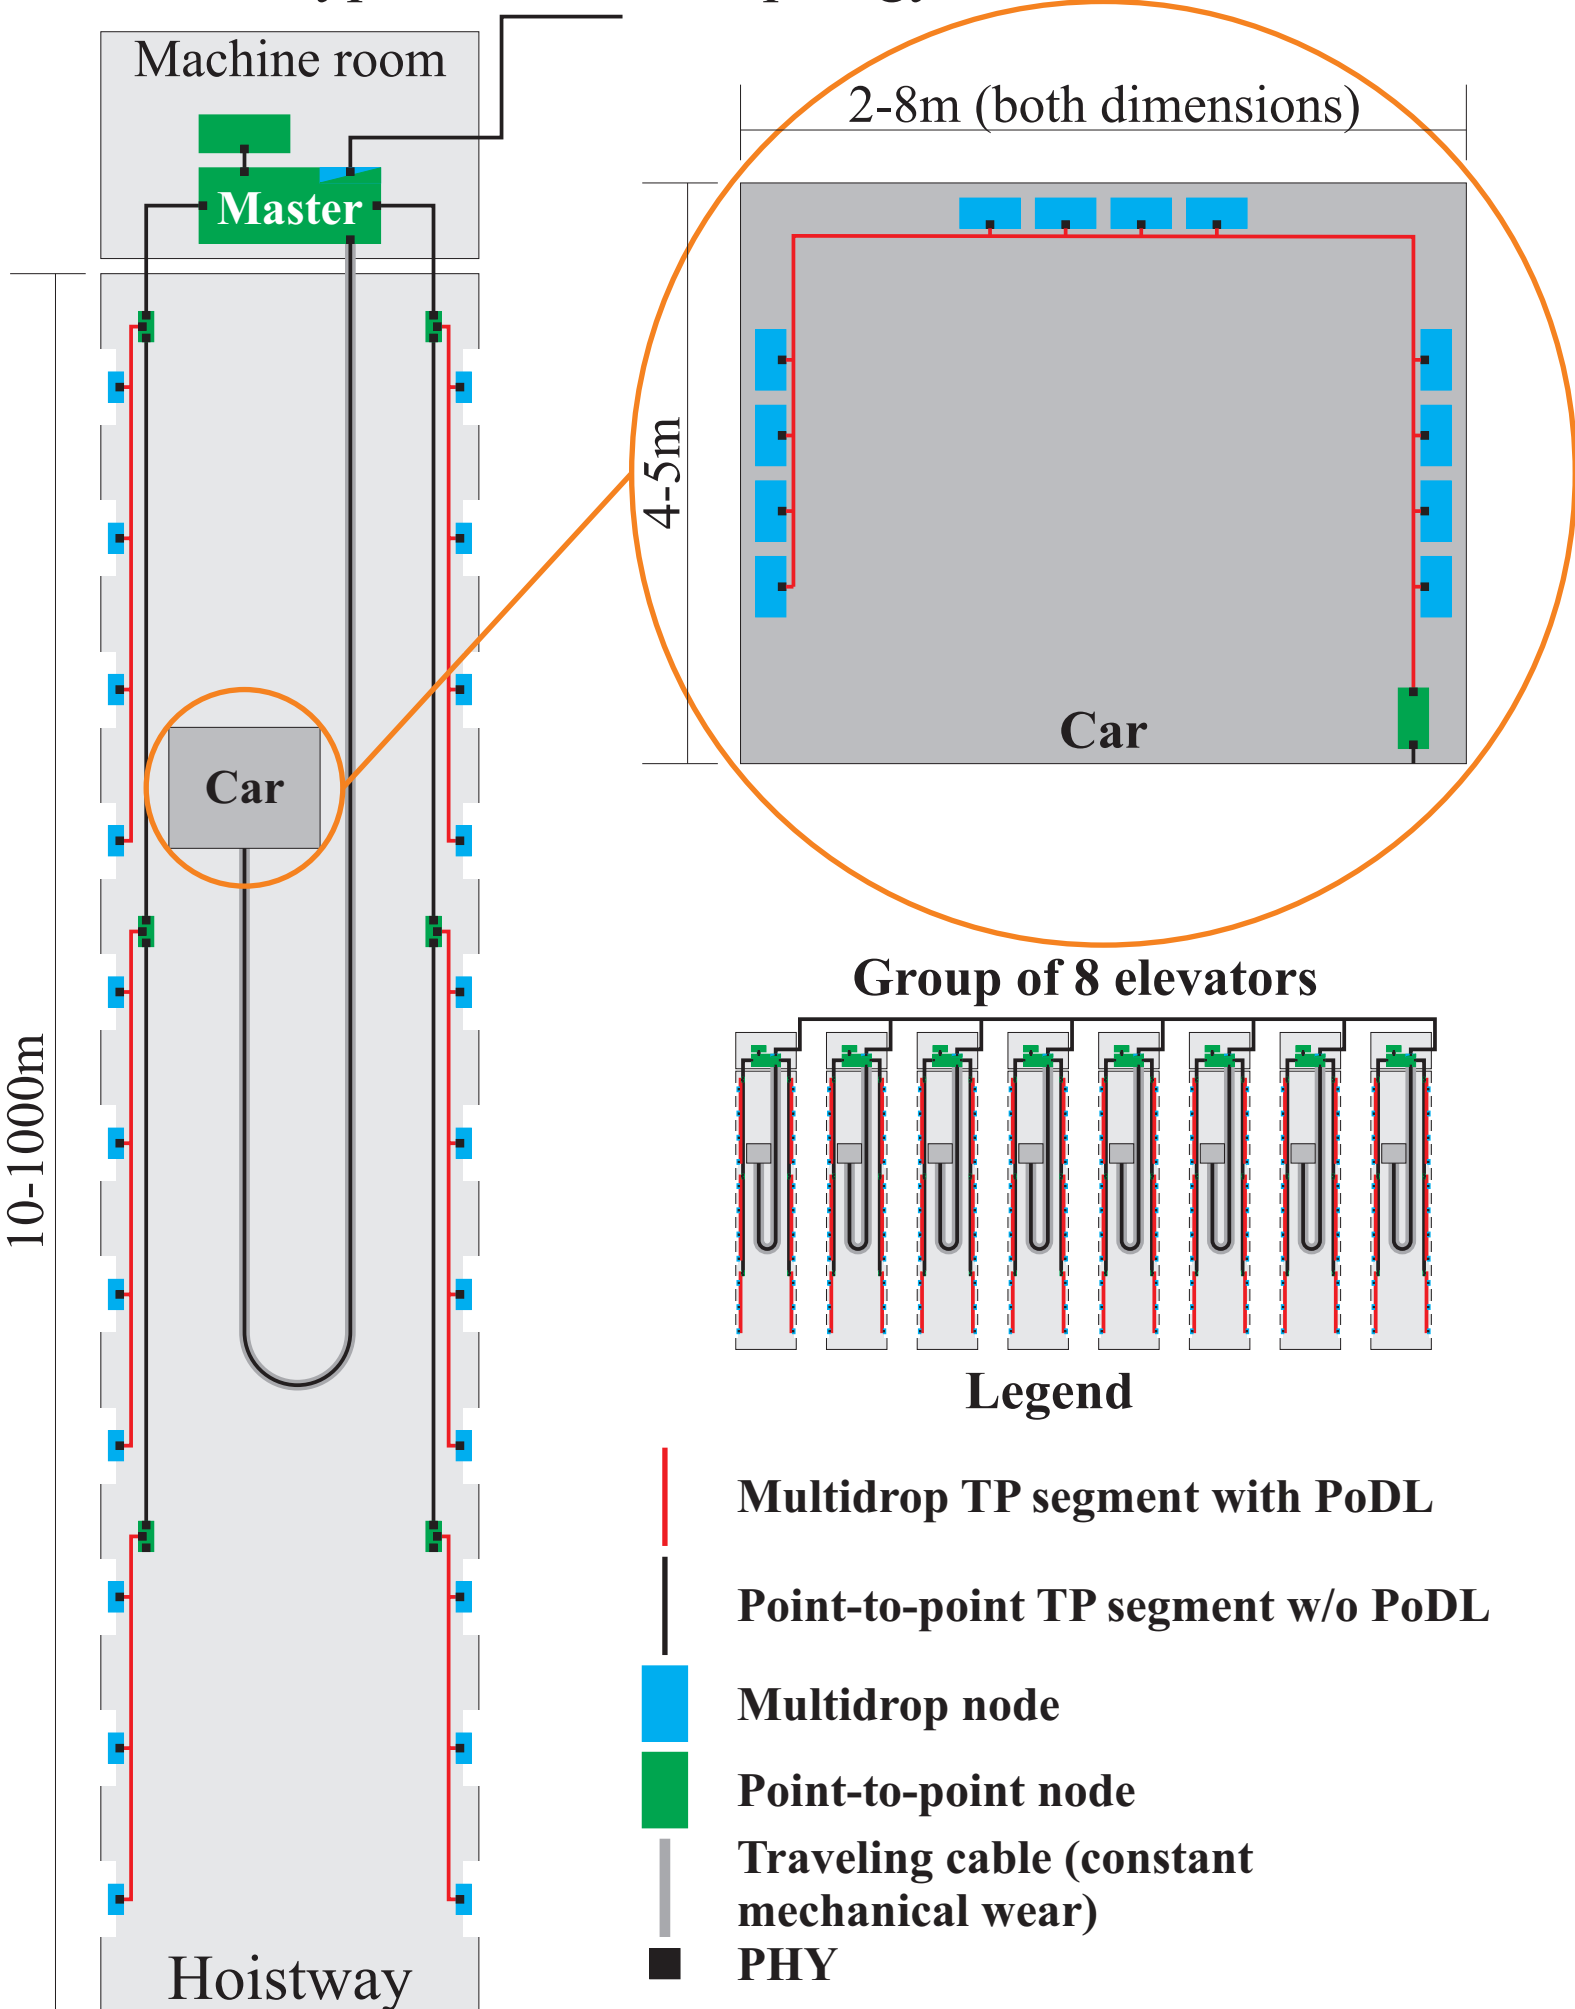 Machine room
Master
2-8m (both dimensions)
4-5m
Car
Car
10-1000m
Group of 8 elevators
Legend
Multidrop TP segment with PoDL
Point-to-point TP segment w/o PoDL
Multidrop node
Point-to-point node
Traveling cable (constant
mechanical wear)
PHY
Hoistway